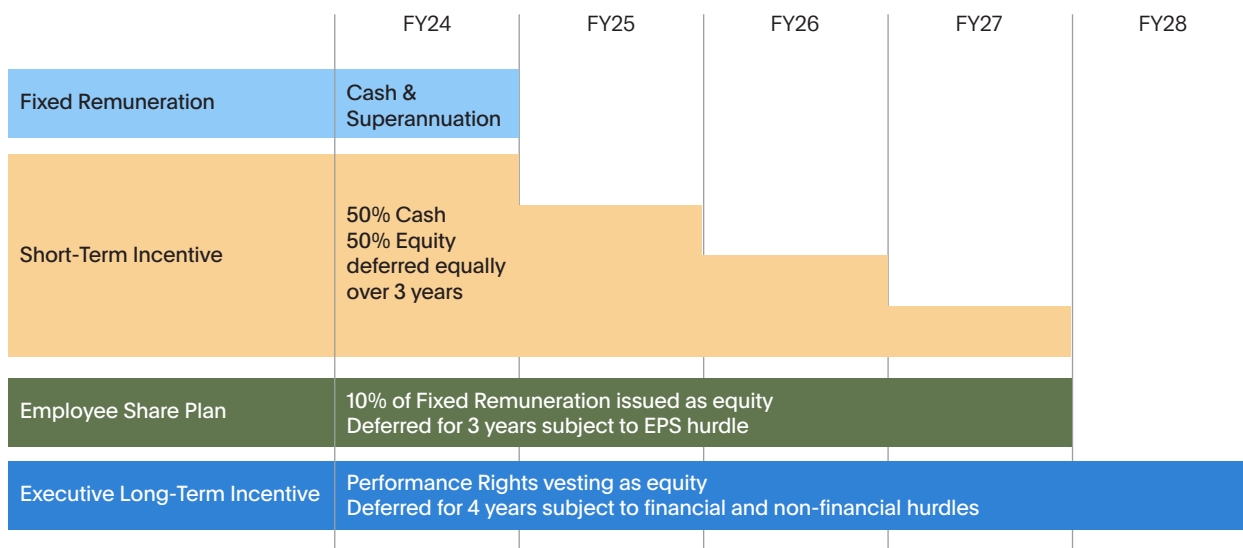 FY24 FY25 FY26 FY27 FY28
Fixed Remuneration
Cash &
Superannuation
Short-Term Incentive
50% Cash
50% Equity
deferred equally
over 3 years
Employee Share Plan
10% of Fixed Remuneration issued as equity
Deferred for 3 years subject to EPS hurdle
Executive Long-Term Incentive
Performance Rights vesting as equity
Deferred for 4 years subject to financial and non-financial hurdles